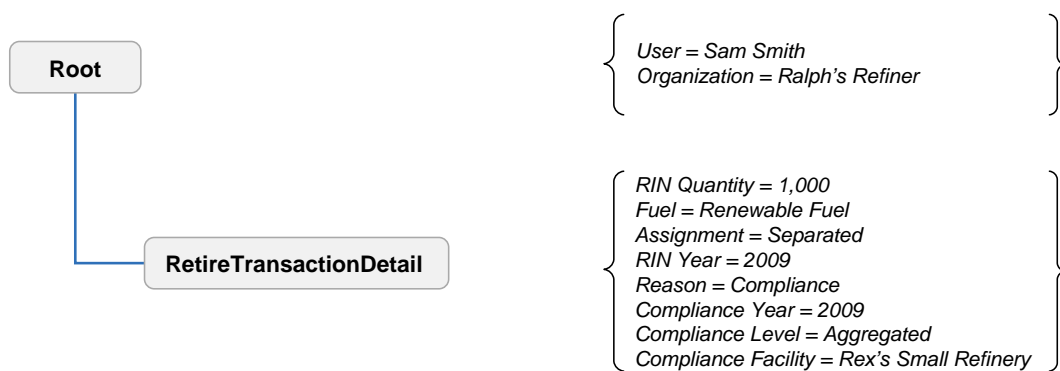 Root
User = Sam Smith
Organization = Ralph’s Refiner
RetireTransactionDetail
RIN Quantity = 1,000
Fuel = Renewable Fuel
Assignment = Separated
RIN Year = 2009
Reason = Compliance
Compliance Year = 2009
Compliance Level = Aggregated
Compliance Facility = Rex’s Small Refinery